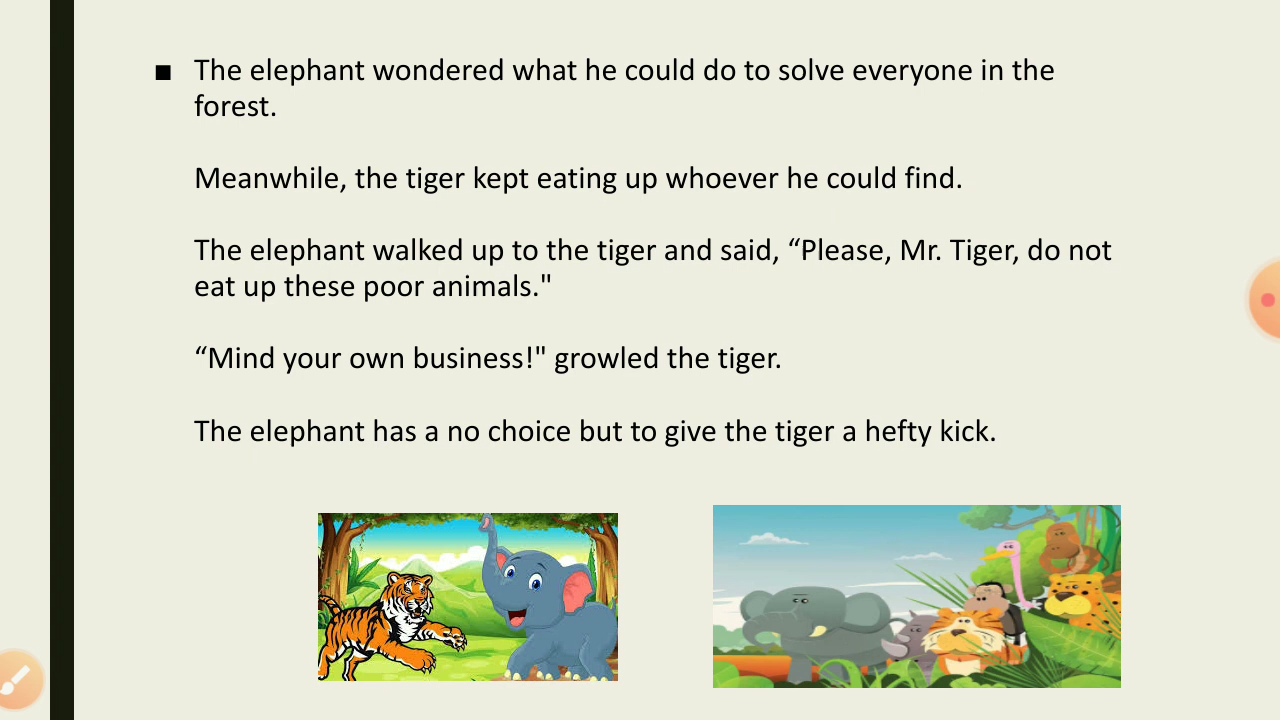 ▪ The elephant wondered what he could do to solve everyone in the
forest.
Meanwhile, the tiger kept eating up whoever he could find.
The elephant walked up to the tiger and said, “Please, Mr. Tiger, do not
eat up these poor animals."
“Mind your own business!" growled the tiger.
The elephant has a no choice but to give the tiger a hefty kick.